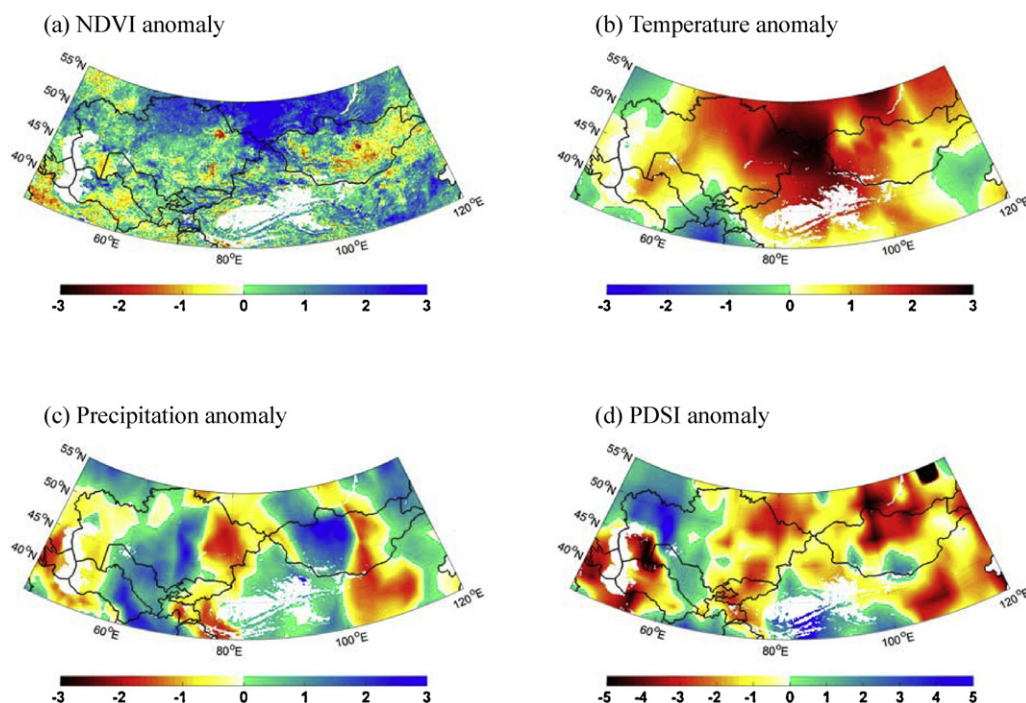 (a) NDVI anomaly
55°N
50°N
45°N
40°N
60°E
80°E
100°E
120°E
-3 -2 -1 0 1 2 3
(b) Temperature anomaly
55°N
50°N
45°N
40°N
60°E
80°E
100°E
120°E
-3 -2 -1 0 1 2 3
(c) Precipitation anomaly
55°N
50°N
45°N
40°N
60°E
80°E
100°E
120°E
-3 -2 -1 0 1 2 3
(d) PDSI anomaly
55°N
50°N
45°N
40°N
60°E
80°E
100°E
120°E
-5 -4 -3 -2 -1 0 1 2 3 4 5